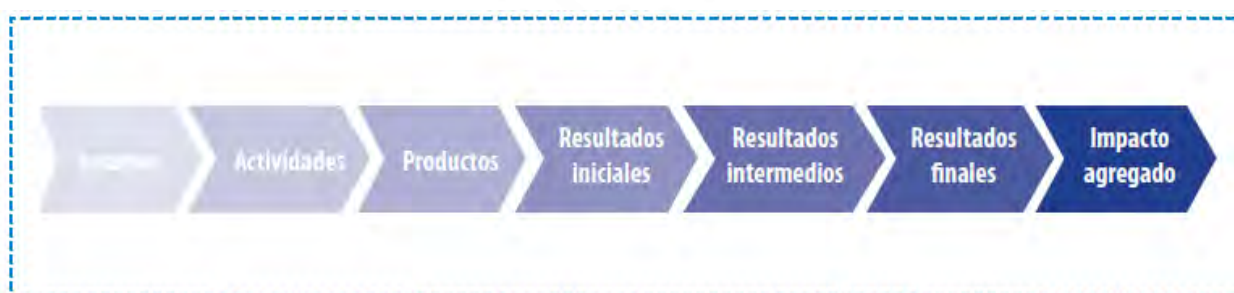 Actividades
Productos
Resultados
iniciales
Resultados
intermedios
Resultados
finales
Impacto
agregado